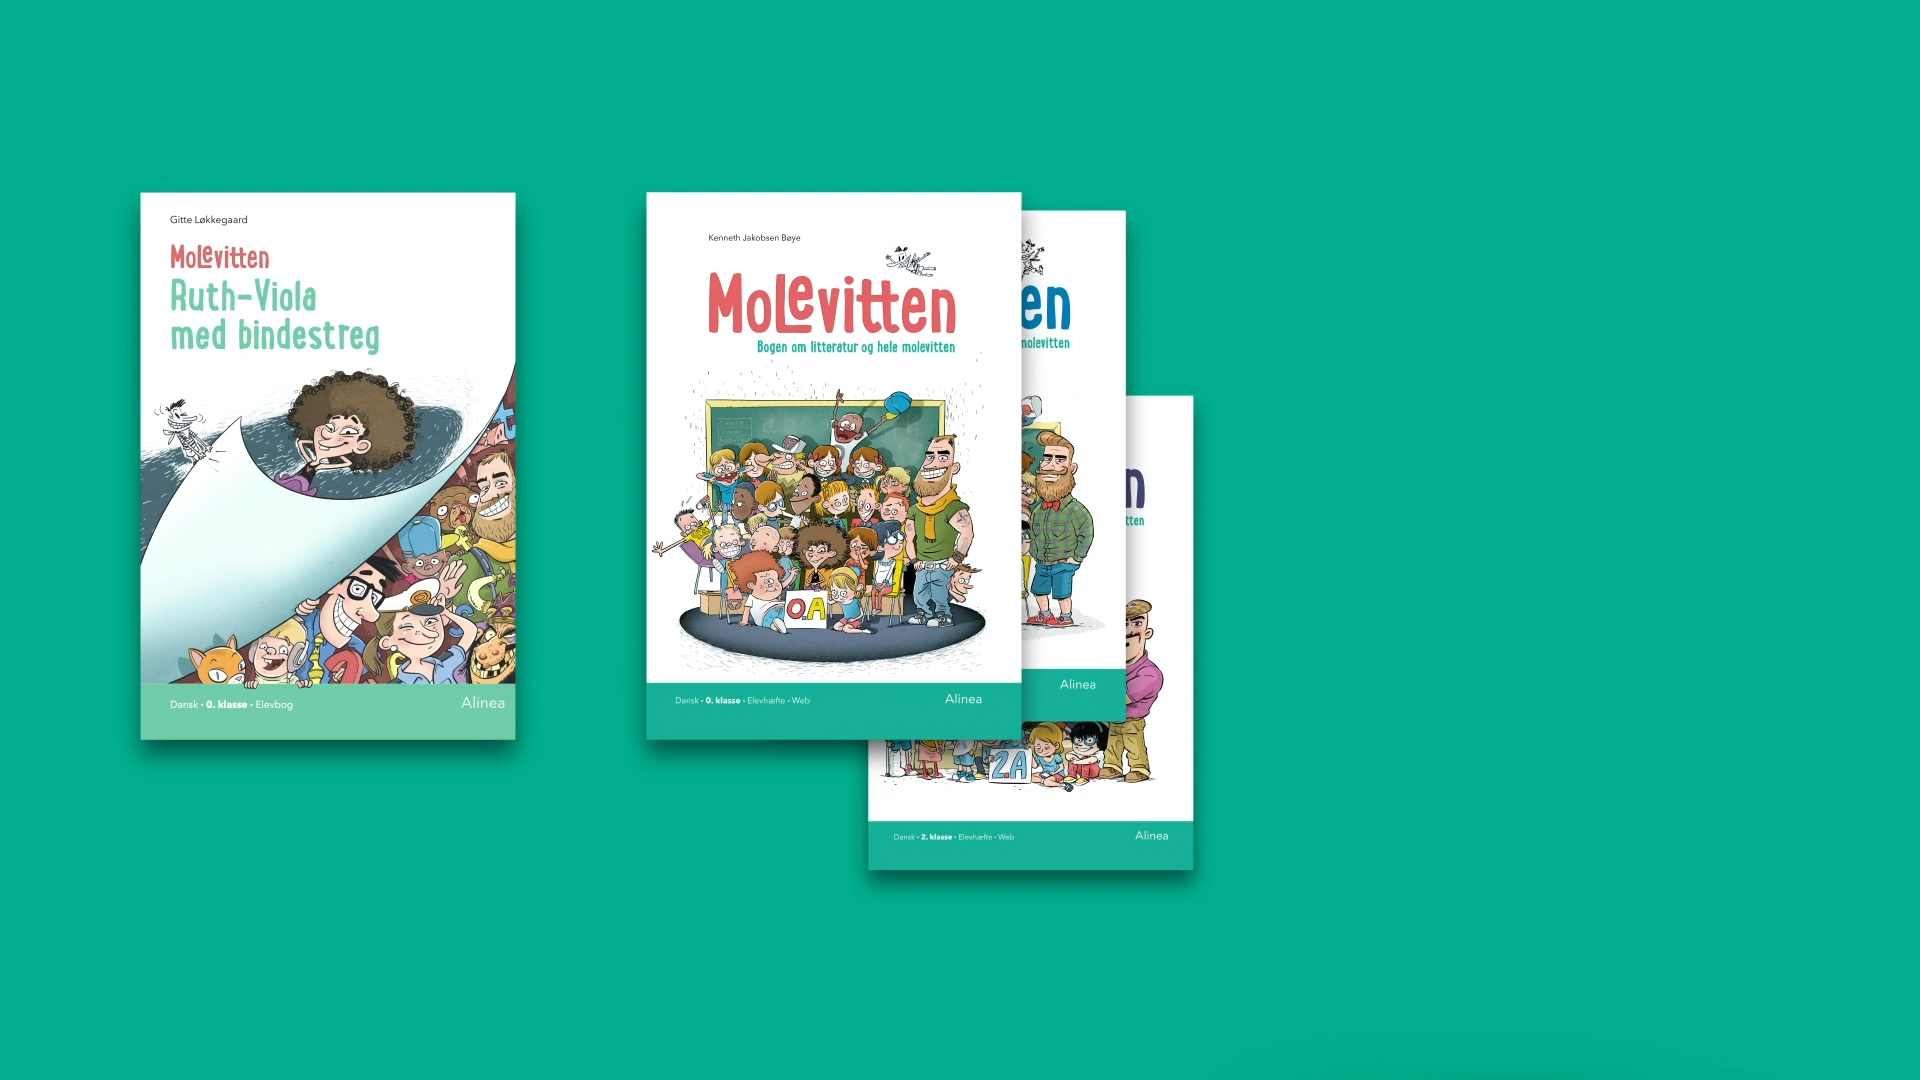 Gitte Løkkegaard
Molevitten
Ruth-Viola
med bindestreg
Dansk • 0. klasse • Elevbog
Alinea
Kenneth Jakobsen Bøye
Molevitten
Bogen om litteratur og hele molevitten
0.A
Dansk • 0. klasse • Elevhæfte • Web
Alinea
en
molevitten
Alinea
n
tten
2.A
Dansk • 2. klasse • Elevhæfte • Web
Alinea